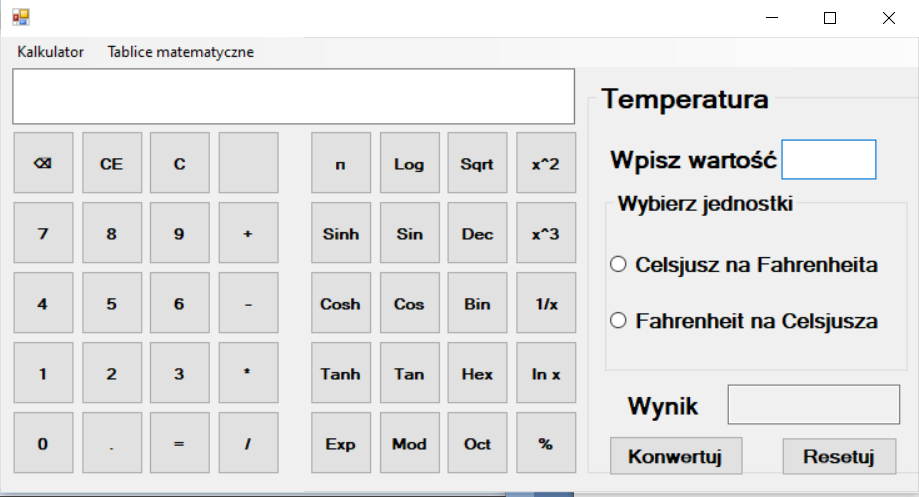 Kalkulator Tablice matematyczne
Temperatura
Wpisz wartość
Wybierz jednostki
Celsjusz na Fahrenheita
Fahrenheit na Celsjusza
Wynik
Konwertuj Resetuj
⌫ CE C п Log Sqrt x^2
7 8 9 + Sinh Sin Dec x^3
4 5 6 - Cosh Cos Bin 1/x
1 2 3 * Tanh Tan Hex ln x
0 . = / Exp Mod Oct %